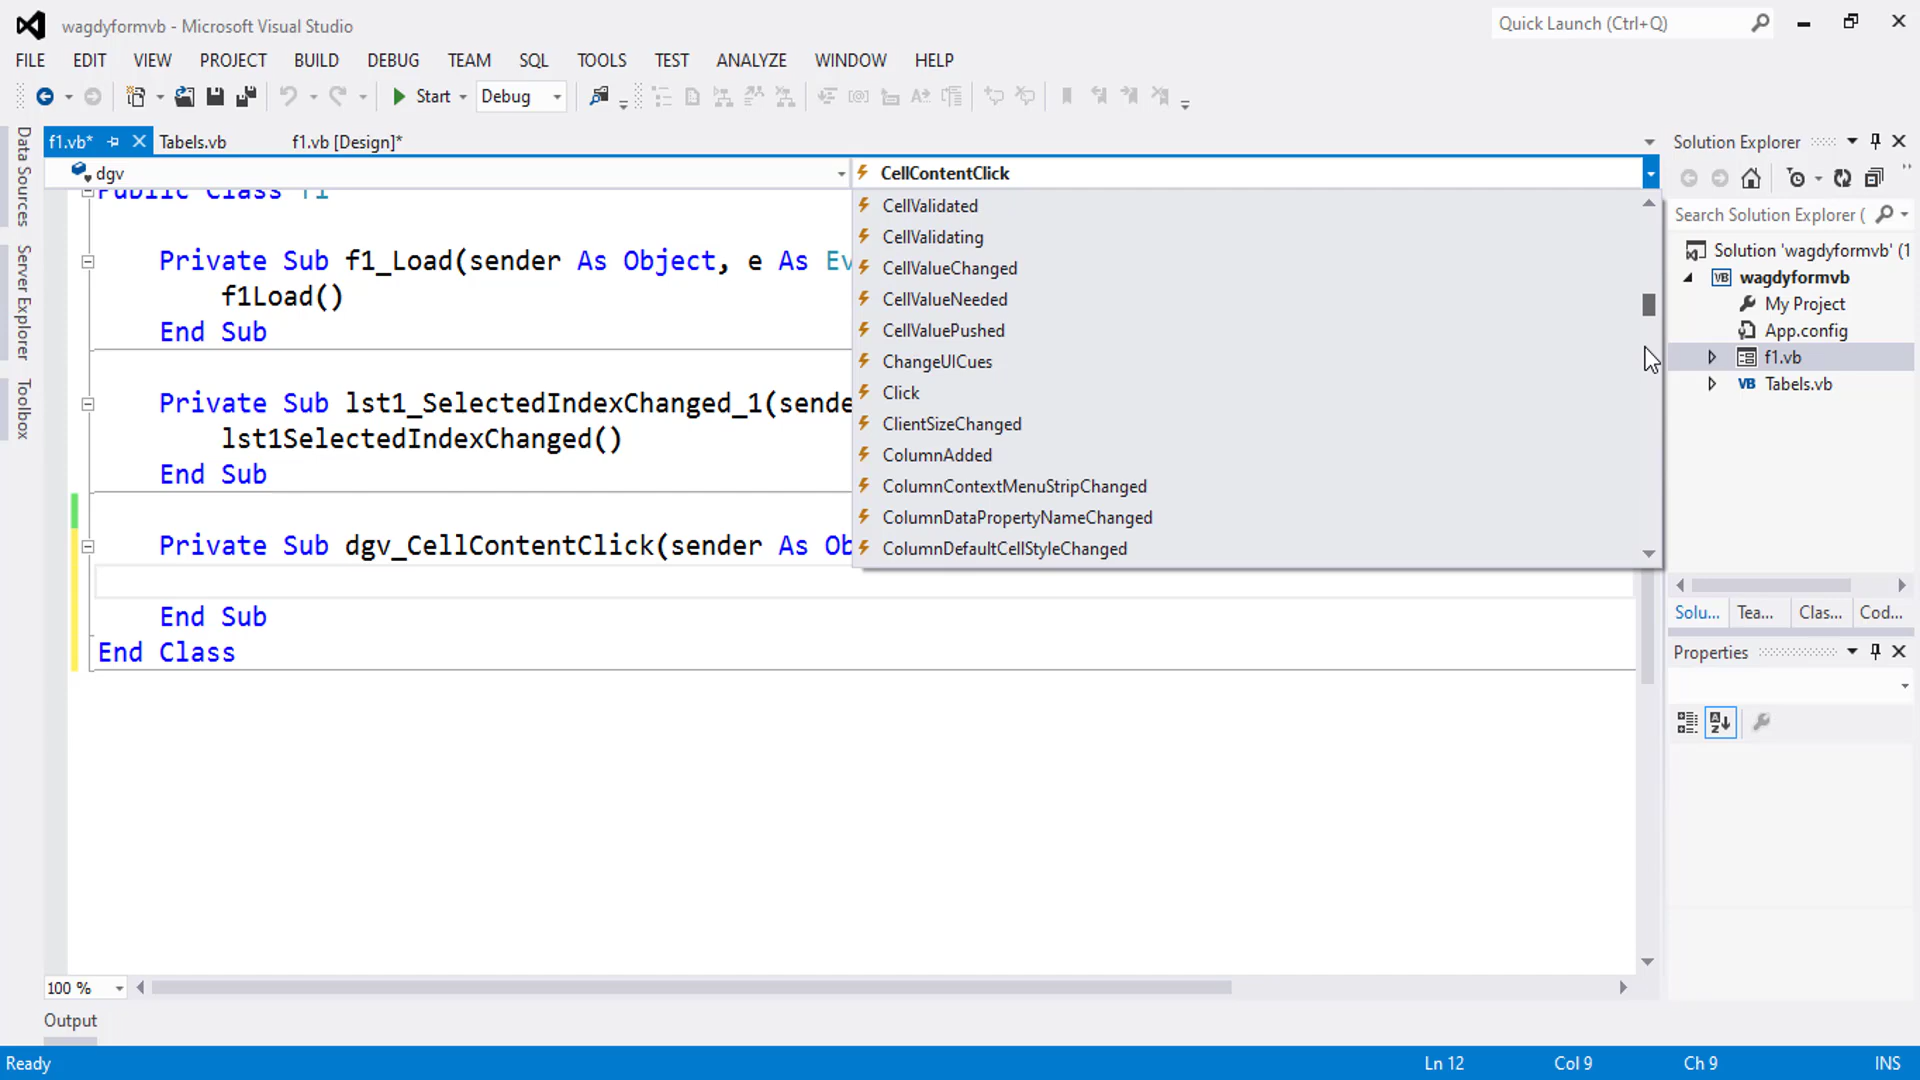 wagdyformvb - Microsoft Visual Studio
Quick Launch (Ctrl+Q)
FILE EDIT VIEW PROJECT BUILD DEBUG TEAM SQL TOOLS TEST ANALYZE WINDOW HELP
Start Debug
f1.vb* Tabels.vb f1.vb [Design]*
dgv
CellContentClick
Data Sources
Server Explorer
Toolbox
Public Class f1
Private Sub f1_Load(sender As Object, e As Ev
f1Load()
End Sub
Private Sub lst1_SelectedIndexChanged_1(sende
lst1SelectedIndexChanged()
End Sub
Private Sub dgv_CellContentClick(sender As Ob
End Sub
End Class
CellValidated
CellValidating
CellValueChanged
CellValueNeeded
CellValuePushed
ChangeUICues
Click
ClientSizeChanged
ColumnAdded
ColumnContextMenuStripChanged
ColumnDataPropertyNameChanged
ColumnDefaultCellStyleChanged
Solution Explorer
Search Solution Explorer (
Solution 'wagdyformvb' (1
wagdyformvb
My Project
App.config
f1.vb
Tabels.vb
Solu... Tea... Clas... Cod...
Properties
100 %
Output
Ready Ln 12 Col 9 Ch 9 INS